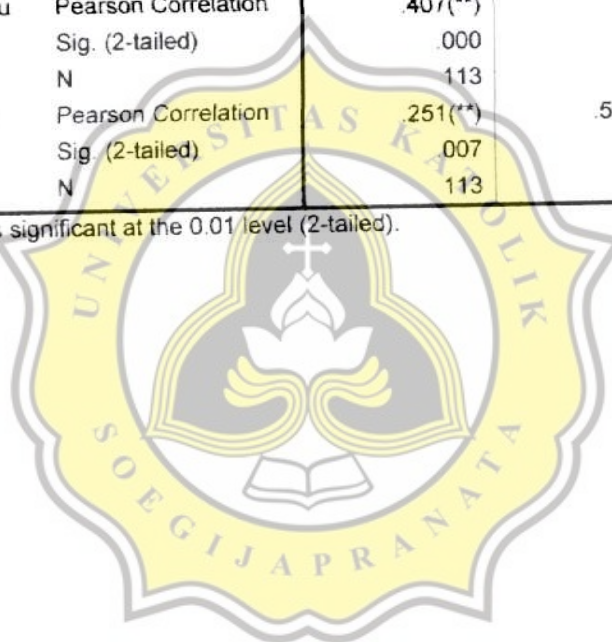 u Pearson Correlation .407(**)
Sig. (2-tailed) .000
N 113
Pearson Correlation .251(**) .5
Sig. (2-tailed) .007
N 113
s significant at the 0.01 level (2-tailed).
UNIVERSITAS KATOLIK
SOEGIJAPRANATA